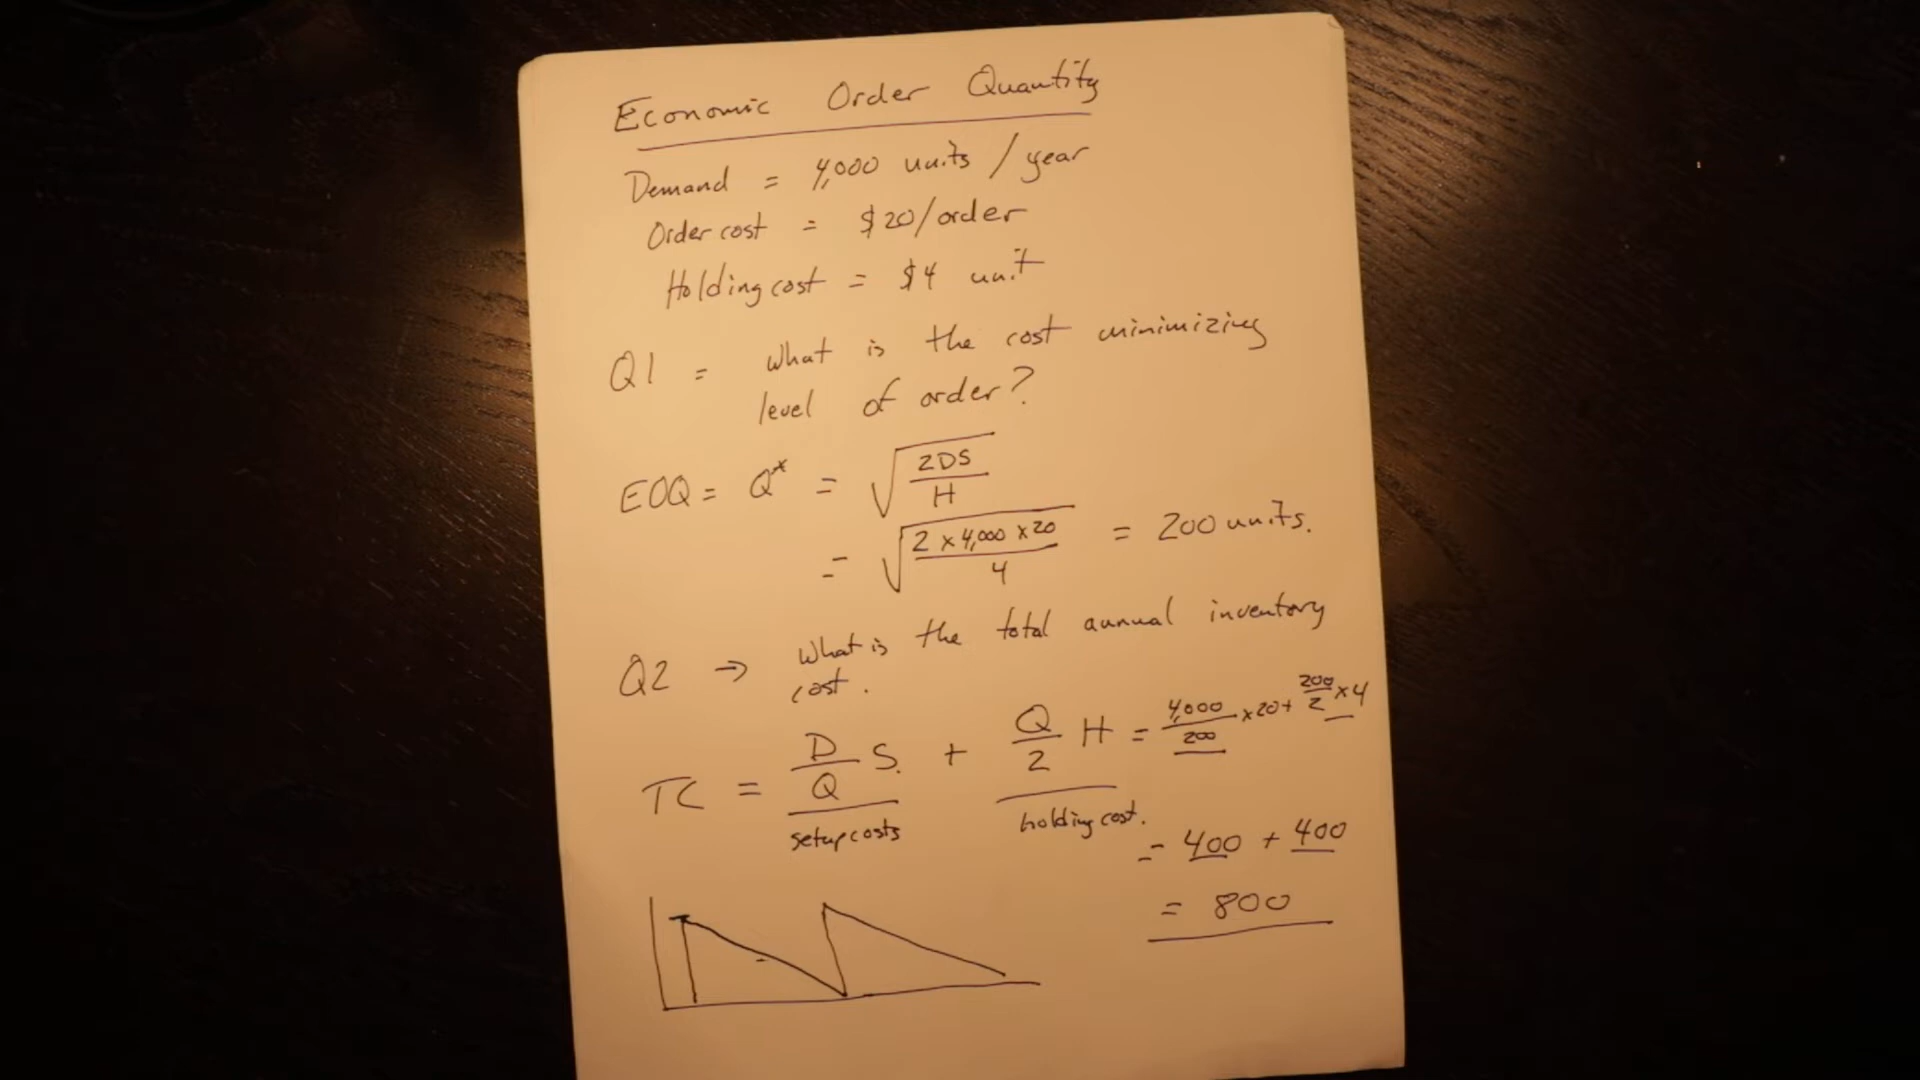 Economic Order Quantity
Demand = 4,000 units / year
Order cost = $20/order
Holding cost = $4 unit
Q1 = What is the cost minimizing
level of order?
EOQ = Q* = √(2DS/H)
= √(2 x 4,000 x 20/4) = 200 units.
Q2 → What is the total annual inventory
cost.
TC = D/Q S. + Q/2 H = 4,000/200 x 20 + 200/2 x 4
setup costs holding cost.
= 400 + 400
= 800